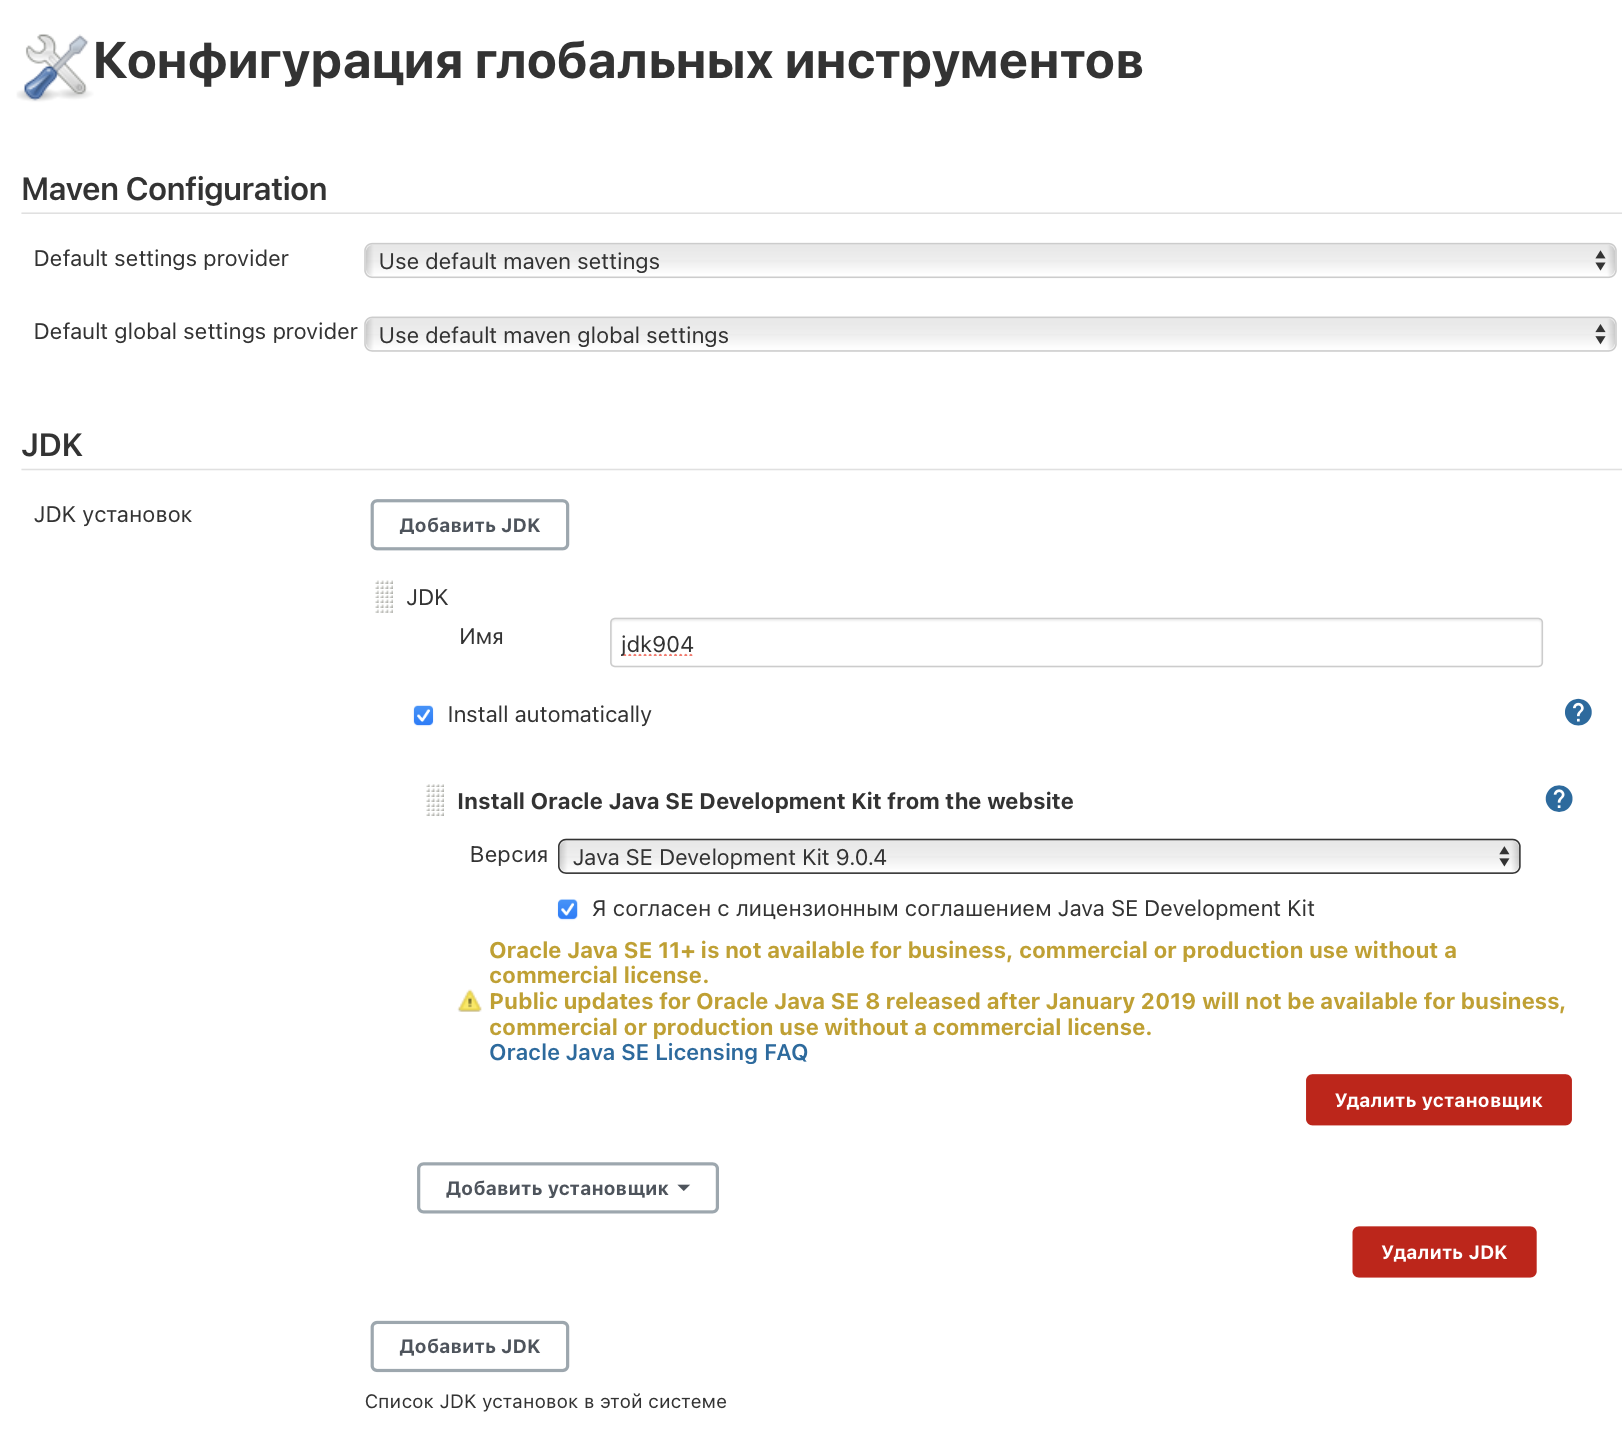 Конфигурация глобальных инструментов
Maven Configuration
Default settings provider
Use default maven settings
Default global settings provider
Use default maven global settings
JDK
JDK установок
Добавить JDK
JDK
Имя
jdk904
Install automatically
?
Install Oracle Java SE Development Kit from the website
?
Версия
Java SE Development Kit 9.0.4
Я согласен с лицензионным соглашением Java SE Development Kit
Oracle Java SE 11+ is not available for business, commercial or production use without a
commercial license.
Public updates for Oracle Java SE 8 released after January 2019 will not be available for business,
commercial or production use without a commercial license.
Oracle Java SE Licensing FAQ
Удалить установщик
Добавить установщик
Удалить JDK
Добавить JDK
Список JDK установок в этой системе